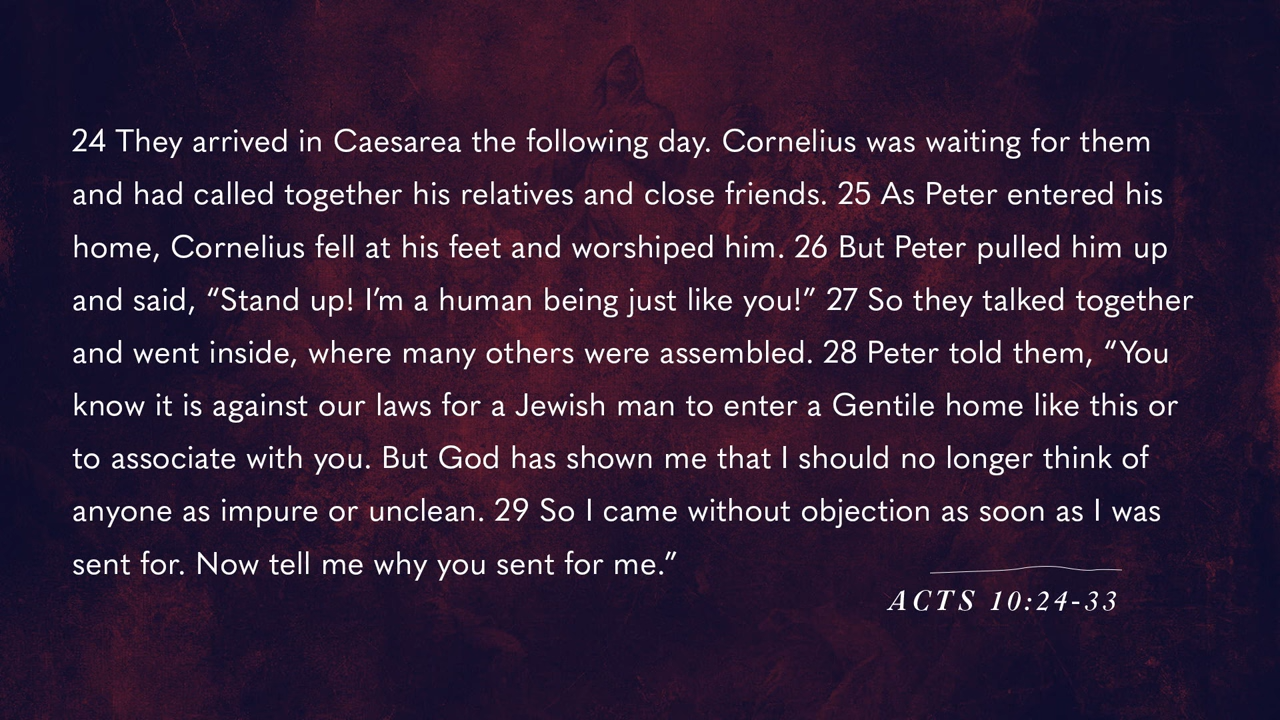 24 They arrived in Caesarea the following day. Cornelius was waiting for them
and had called together his relatives and close friends. 25 As Peter entered his
home, Cornelius fell at his feet and worshiped him. 26 But Peter pulled him up
and said, “Stand up! I’m a human being just like you!” 27 So they talked together
and went inside, where many others were assembled. 28 Peter told them, “You
know it is against our laws for a Jewish man to enter a Gentile home like this or
to associate with you. But God has shown me that I should no longer think of
anyone as impure or unclean. 29 So I came without objection as soon as I was
sent for. Now tell me why you sent for me.”
ACTS 10:24-33